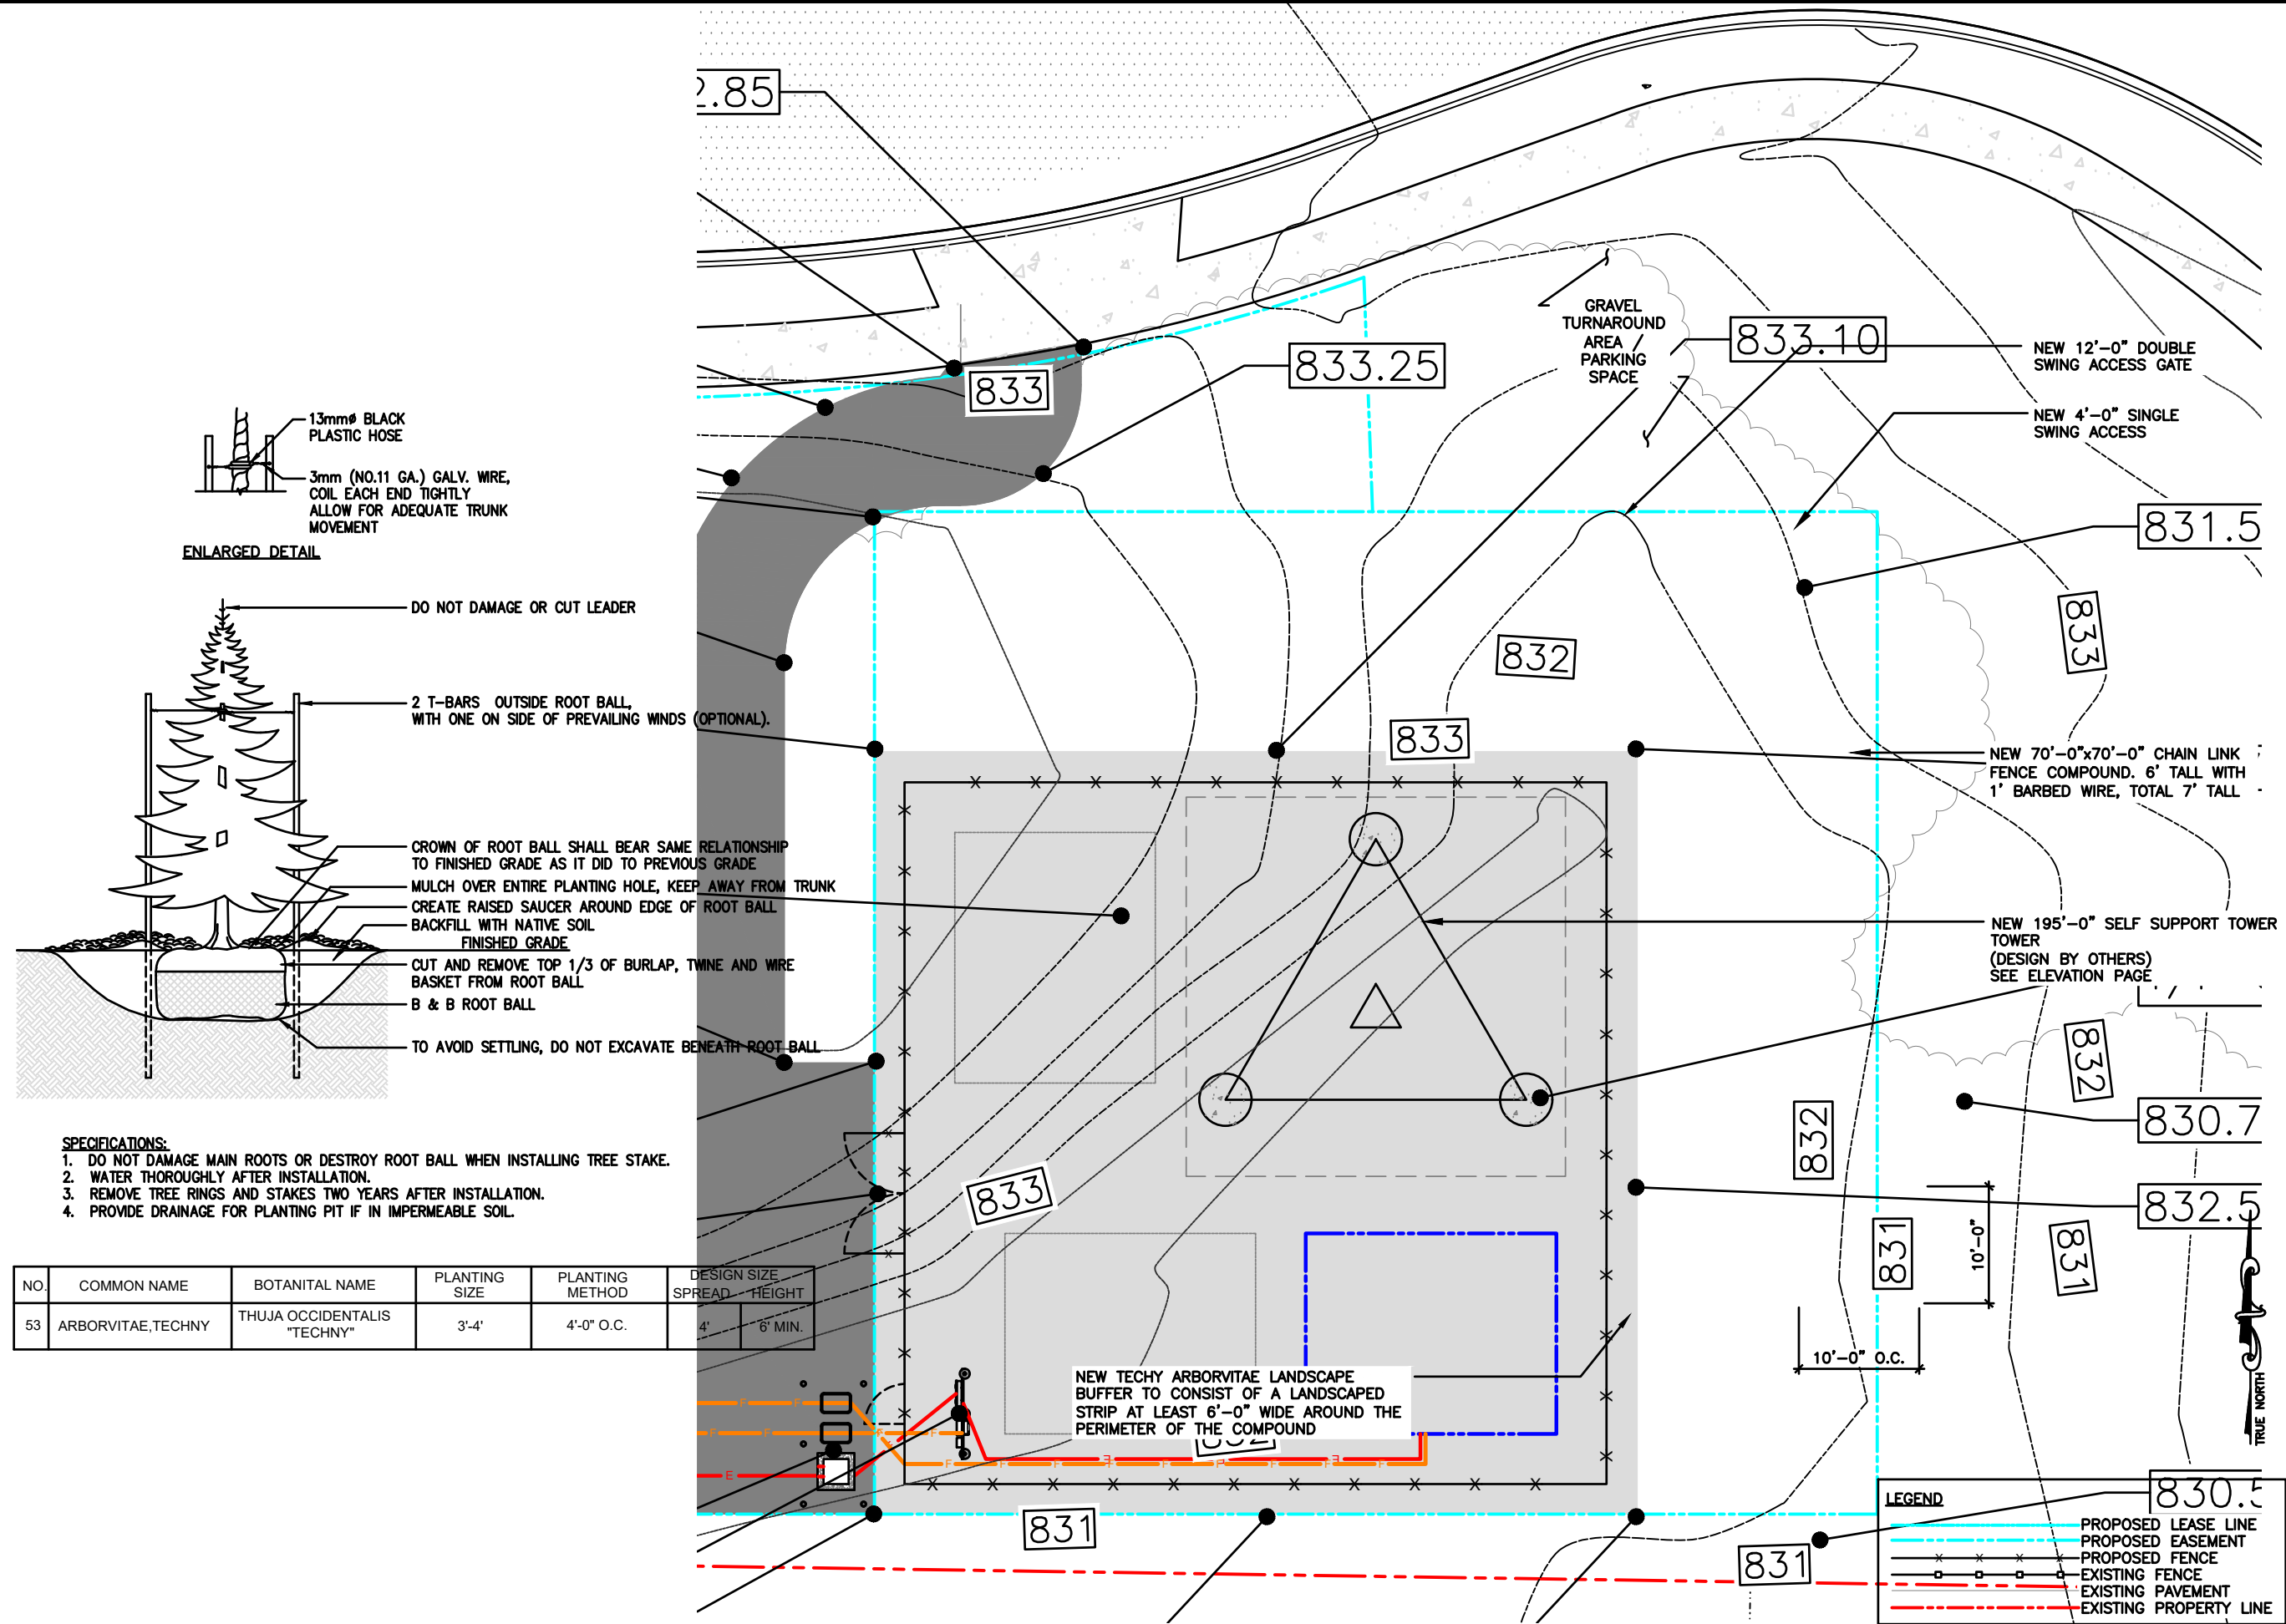 2.85
833
833.25
GRAVEL
TURNAROUND
AREA /
PARKING
SPACE
833.10
NEW 12'-0" DOUBLE
SWING ACCESS GATE
NEW 4'-0" SINGLE
SWING ACCESS
831.5
833
832
833
NEW 70'-0"x70'-0" CHAIN LINK
FENCE COMPOUND. 6' TALL WITH
1' BARBED WIRE, TOTAL 7' TALL
NEW 195'-0" SELF SUPPORT TOWER
TOWER
(DESIGN BY OTHERS)
SEE ELEVATION PAGE
832
830.7
832
832.5
831
10'-0"
831
10'-0" O.C.
TRUE NORTH
833
NEW TECHY ARBORVITAE LANDSCAPE
BUFFER TO CONSIST OF A LANDSCAPED
STRIP AT LEAST 6'-0" WIDE AROUND THE
PERIMETER OF THE COMPOUND
831
831
830.5
LEGEND
PROPOSED LEASE LINE
PROPOSED EASEMENT
PROPOSED FENCE
EXISTING FENCE
EXISTING PAVEMENT
EXISTING PROPERTY LINE
13mmø BLACK
PLASTIC HOSE
3mm (NO.11 GA.) GALV. WIRE,
COIL EACH END TIGHTLY
ALLOW FOR ADEQUATE TRUNK
MOVEMENT
ENLARGED DETAIL
DO NOT DAMAGE OR CUT LEADER
2 T-BARS OUTSIDE ROOT BALL,
WITH ONE ON SIDE OF PREVAILING WINDS (OPTIONAL).
CROWN OF ROOT BALL SHALL BEAR SAME RELATIONSHIP
TO FINISHED GRADE AS IT DID TO PREVIOUS GRADE
MULCH OVER ENTIRE PLANTING HOLE, KEEP AWAY FROM TRUNK
CREATE RAISED SAUCER AROUND EDGE OF ROOT BALL
BACKFILL WITH NATIVE SOIL
FINISHED GRADE
CUT AND REMOVE TOP 1/3 OF BURLAP, TWINE AND WIRE
BASKET FROM ROOT BALL
B & B ROOT BALL
TO AVOID SETTLING, DO NOT EXCAVATE BENEATH ROOT BALL
SPECIFICATIONS:
1. DO NOT DAMAGE MAIN ROOTS OR DESTROY ROOT BALL WHEN INSTALLING TREE STAKE.
2. WATER THOROUGHLY AFTER INSTALLATION.
3. REMOVE TREE RINGS AND STAKES TWO YEARS AFTER INSTALLATION.
4. PROVIDE DRAINAGE FOR PLANTING PIT IF IN IMPERMEABLE SOIL.
NO. COMMON NAME BOTANITAL NAME PLANTING SIZE PLANTING METHOD DESIGN SIZE SPREAD HEIGHT
53 ARBORVITAE,TECHNY THUJA OCCIDENTALIS "TECHNY" 3'-4' 4'-0" O.C. 4' 6' MIN.